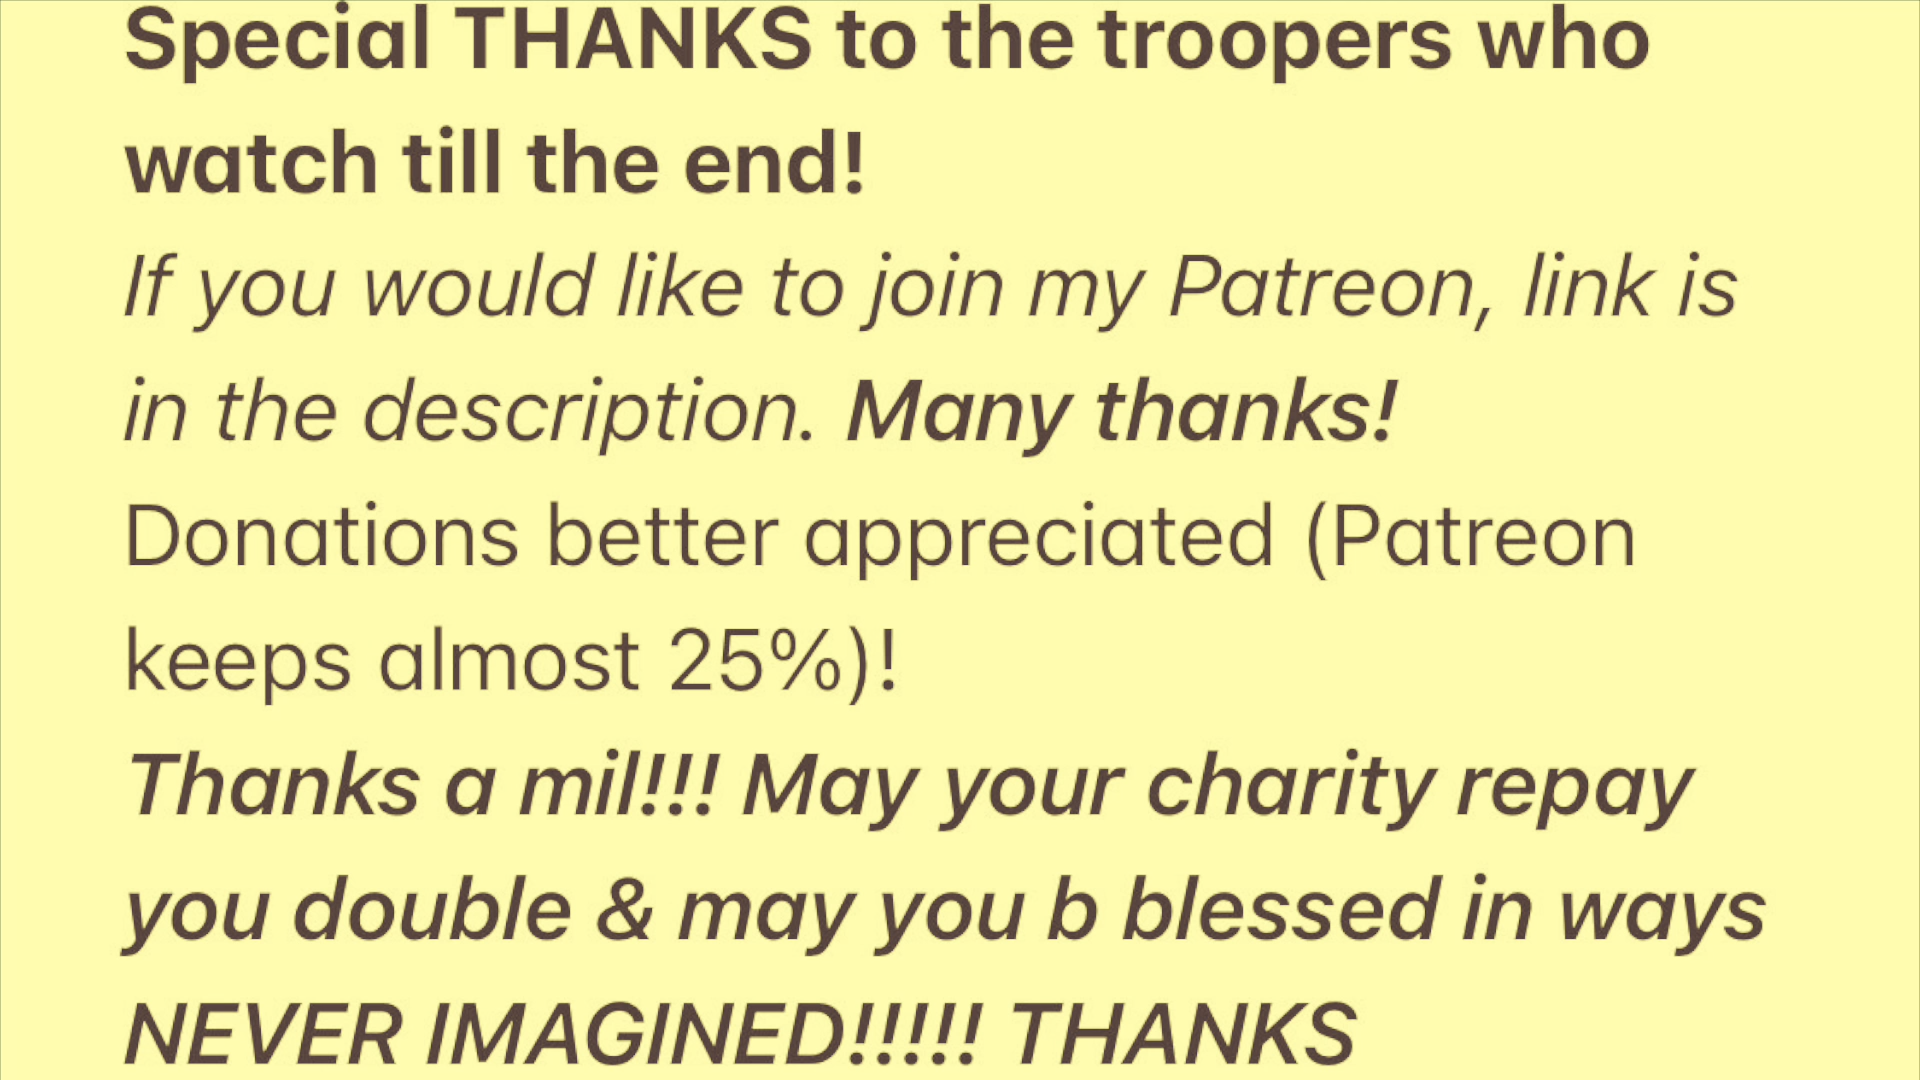 Special THANKS to the troopers who
watch till the end!
If you would like to join my Patreon, link is
in the description. Many thanks!
Donations better appreciated (Patreon
keeps almost 25%)!
Thanks a mil!!! May your charity repay
you double & may you b blessed in ways
NEVER IMAGINED!!!!! THANKS